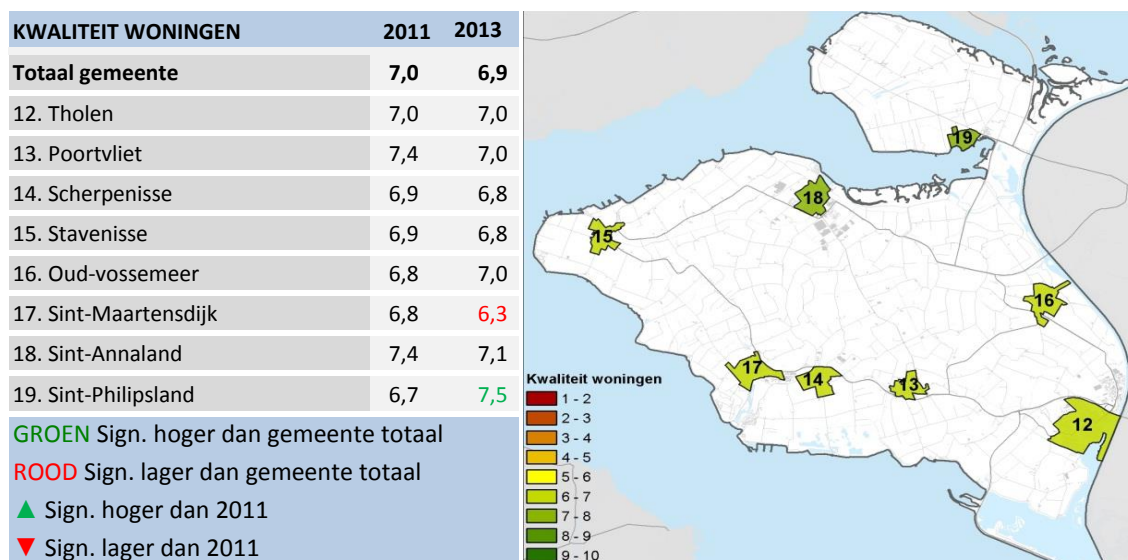 KWALITEIT WONINGEN 2011 2013
Totaal gemeente 7,0 6,9
12. Tholen 7,0 7,0
13. Poortvliet 7,4 7,0
14. Scherpenisse 6,9 6,8
15. Stavenisse 6,9 6,8
16. Oud-vossemeer 6,8 7,0
17. Sint-Maartensdijk 6,8 6,3
18. Sint-Annaland 7,4 7,1
19. Sint-Philipsland 6,7 7,5
GROEN Sign. hoger dan gemeente totaal
ROOD Sign. lager dan gemeente totaal
▲ Sign. hoger dan 2011
▼ Sign. lager dan 2011
19
18
15
16
17
14
13
12
Kwaliteit woningen
1 - 2
2 - 3
3 - 4
4 - 5
5 - 6
6 - 7
7 - 8
8 - 9
9 - 10